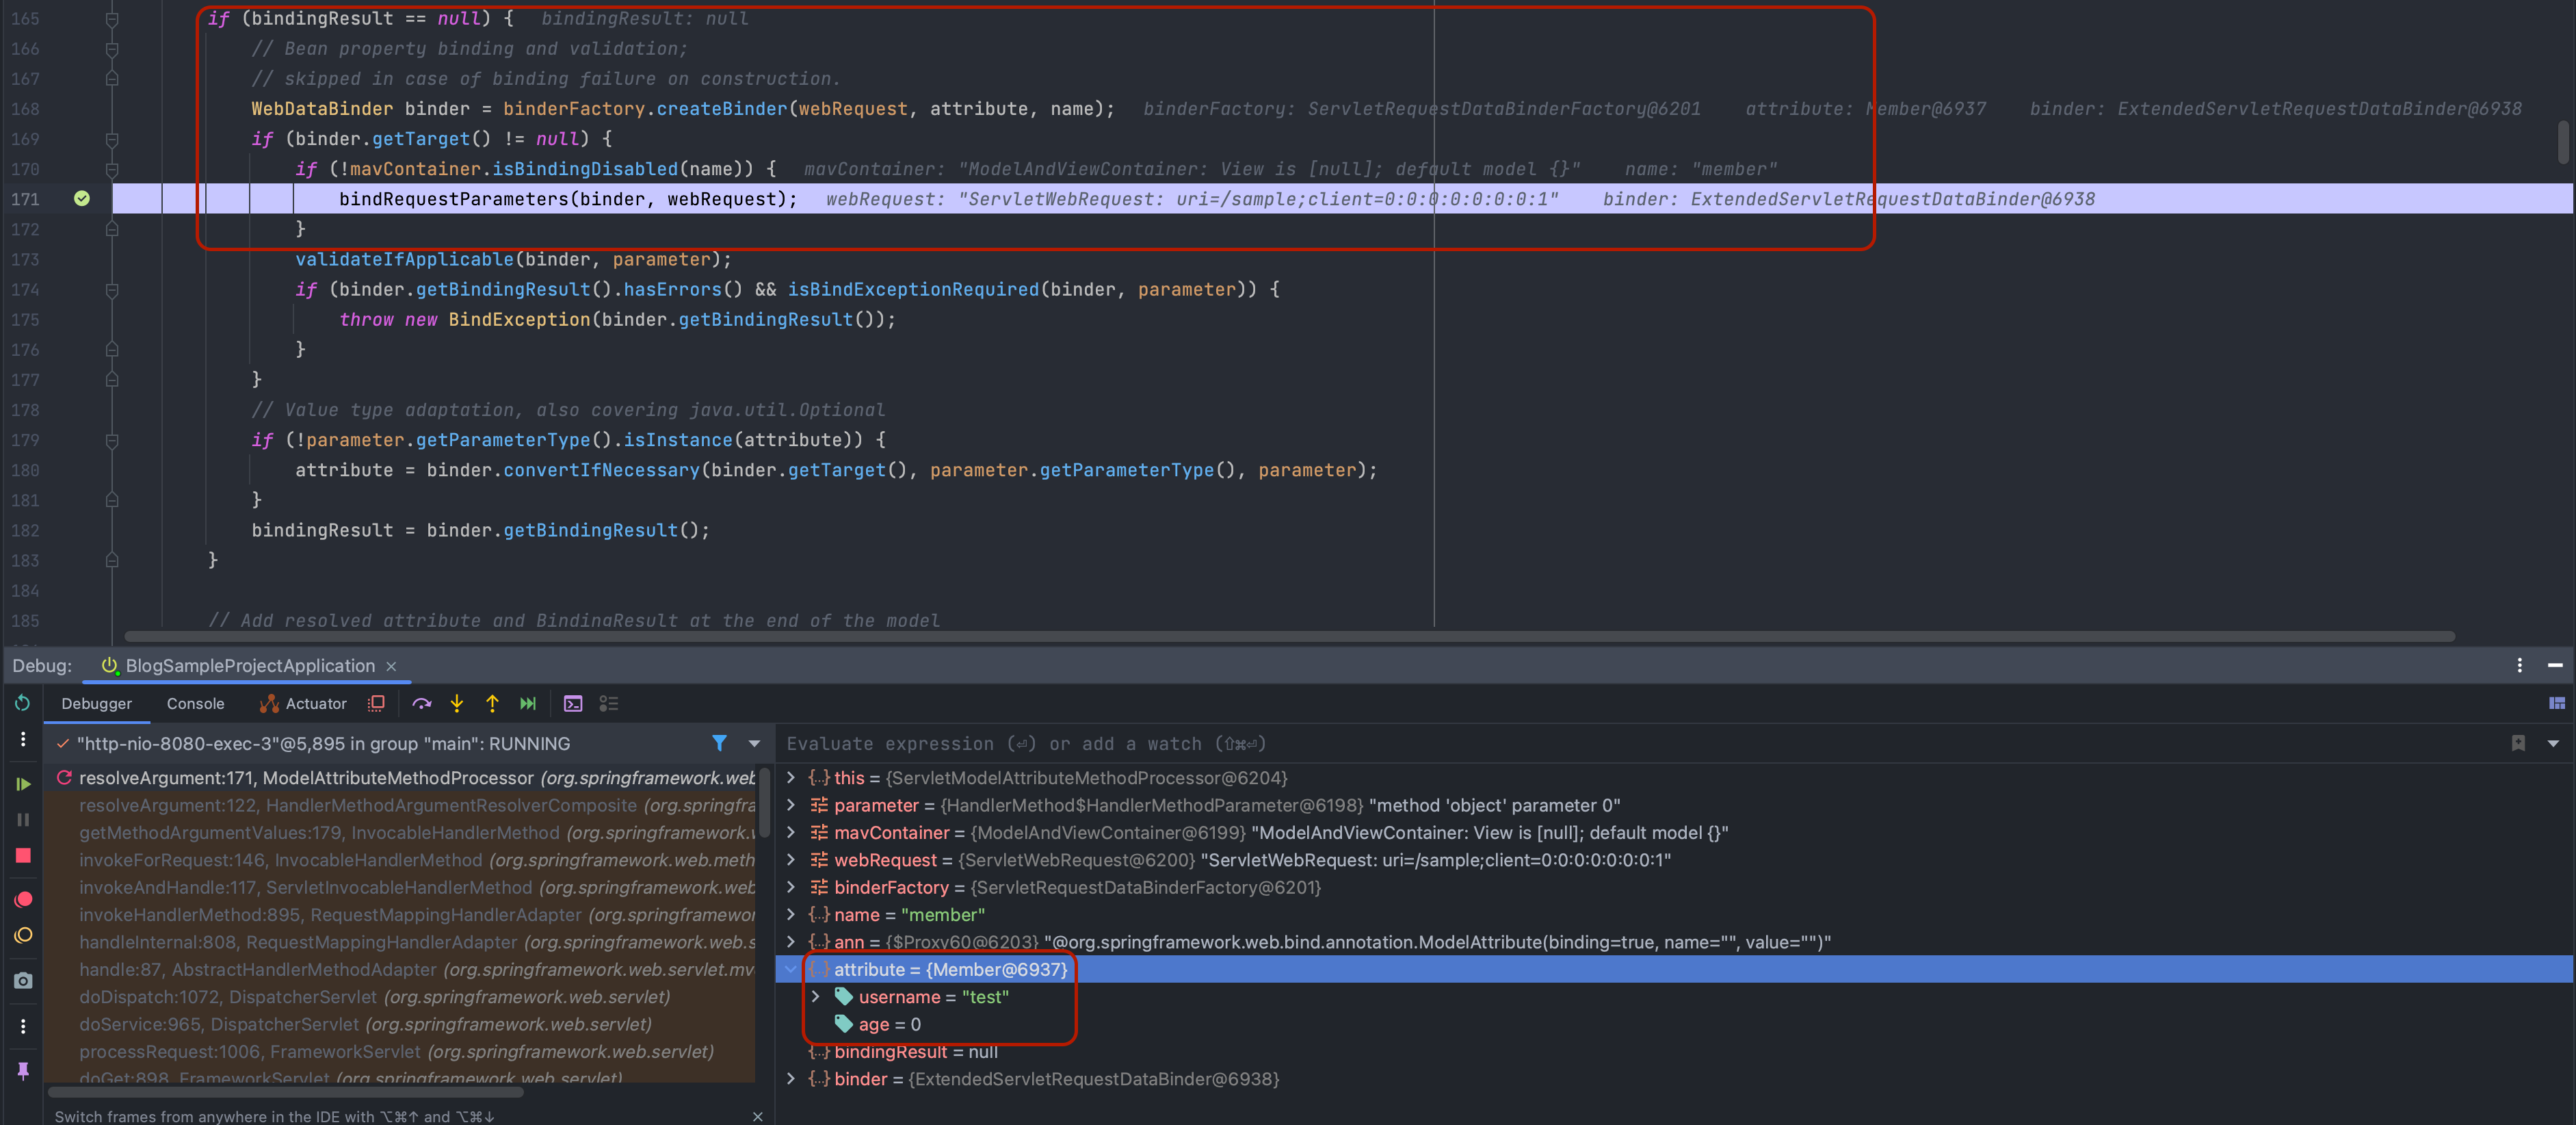 165 if (bindingResult == null) { bindingResult: null
166 // Bean property binding and validation;
167 // skipped in case of binding failure on construction.
168 WebDataBinder binder = binderFactory.createBinder(webRequest, attribute, name); binderFactory: ServletRequestDataBinderFactory@6201 attribute: Member@6937 binder: ExtendedServletRequestDataBinder@6938
169 if (binder.getTarget() != null) {
170 if (!mavContainer.isBindingDisabled(name)) { mavContainer: "ModelAndViewContainer: View is [null]; default model {}" name: "member"
171 bindRequestParameters(binder, webRequest); webRequest: "ServletWebRequest: uri=/sample;client=0:0:0:0:0:0:0:1" binder: ExtendedServletRequestDataBinder@6938
172 }
173 validateIfApplicable(binder, parameter);
174 if (binder.getBindingResult().hasErrors() && isBindExceptionRequired(binder, parameter)) {
175 throw new BindException(binder.getBindingResult());
176 }
177 }
178 // Value type adaptation, also covering java.util.Optional
179 if (!parameter.getParameterType().isInstance(attribute)) {
180 attribute = binder.convertIfNecessary(binder.getTarget(), parameter.getParameterType(), parameter);
181 }
182 bindingResult = binder.getBindingResult();
183 }
184
185 // Add resolved attribute and BindingResult at the end of the model
Debug: BlogSampleProjectApplication ×
Debugger Console Actuator
"http-nio-8080-exec-3"@5,895 in group "main": RUNNING
resolveArgument:171, ModelAttributeMethodProcessor (org.springframework.web
resolveArgument:122, HandlerMethodArgumentResolverComposite (org.springfra
getMethodArgumentValues:179, InvocableHandlerMethod (org.springframework.v
invokeForRequest:146, InvocableHandlerMethod (org.springframework.web.meth
invokeAndHandle:117, ServletInvocableHandlerMethod (org.springframework.web
invokeHandlerMethod:895, RequestMappingHandlerAdapter (org.springframewor
handleInternal:808, RequestMappingHandlerAdapter (org.springframework.web.s
handle:87, AbstractHandlerMethodAdapter (org.springframework.web.servlet.mv
doDispatch:1072, DispatcherServlet (org.springframework.web.servlet)
doService:965, DispatcherServlet (org.springframework.web.servlet)
processRequest:1006, FrameworkServlet (org.springframework.web.servlet)
doGet:898, FrameworkServlet (org.springframework.web.servlet)
Switch frames from anywhere in the IDE with ⌥⌘↑ and ⌥⌘↓ ×
Evaluate expression (⏎) or add a watch (⇧⌘⏎)
this = {ServletModelAttributeMethodProcessor@6204}
parameter = {HandlerMethod$HandlerMethodParameter@6198} "method 'object' parameter 0"
mavContainer = {ModelAndViewContainer@6199} "ModelAndViewContainer: View is [null]; default model {}"
webRequest = {ServletWebRequest@6200} "ServletWebRequest: uri=/sample;client=0:0:0:0:0:0:0:1"
binderFactory = {ServletRequestDataBinderFactory@6201}
name = "member"
ann = {$Proxy60@6203} "@org.springframework.web.bind.annotation.ModelAttribute(binding=true, name="", value="")"
attribute = {Member@6937}
username = "test"
age = 0
bindingResult = null
binder = {ExtendedServletRequestDataBinder@6938}